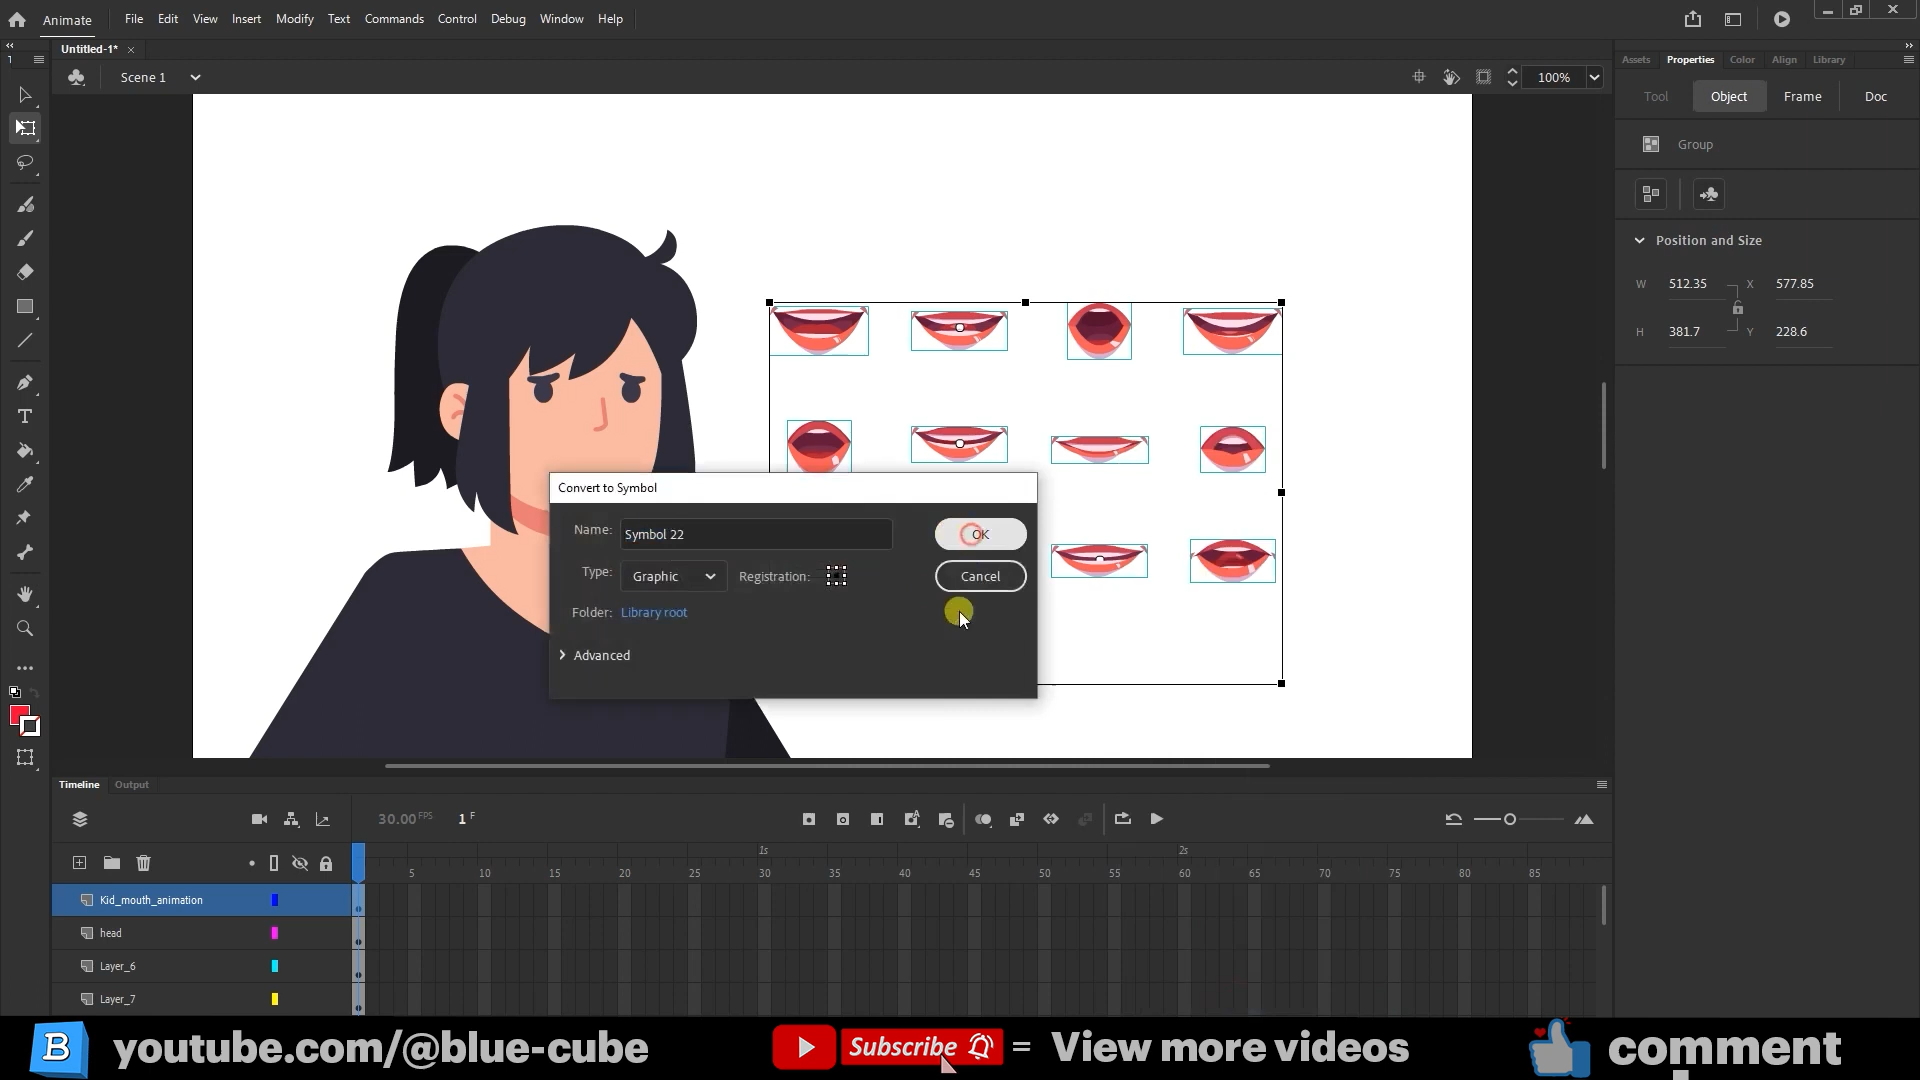 Animate File Edit View Insert Modify Text Commands Control Debug Window Help
Untitled-1*
Scene 1 100%
Assets Properties Color Align Library
Tool Object Frame Doc
Group
Position and Size
W 512.35 X 577.85
H 381.7 Y 228.6
Convert to Symbol
Name: Symbol 22 OK
Type: Graphic Registration: Cancel
Folder: Library root
Advanced
Timeline Output
30.00 FPS 1 F
1s 2s
5 10 15 20 25 30 35 40 45 50 55 60 65 70 75 80 85
Kid_mouth_animation
head
Layer_6
Layer_7
B youtube.com/@blue-cube Subscribe = View more videos comment